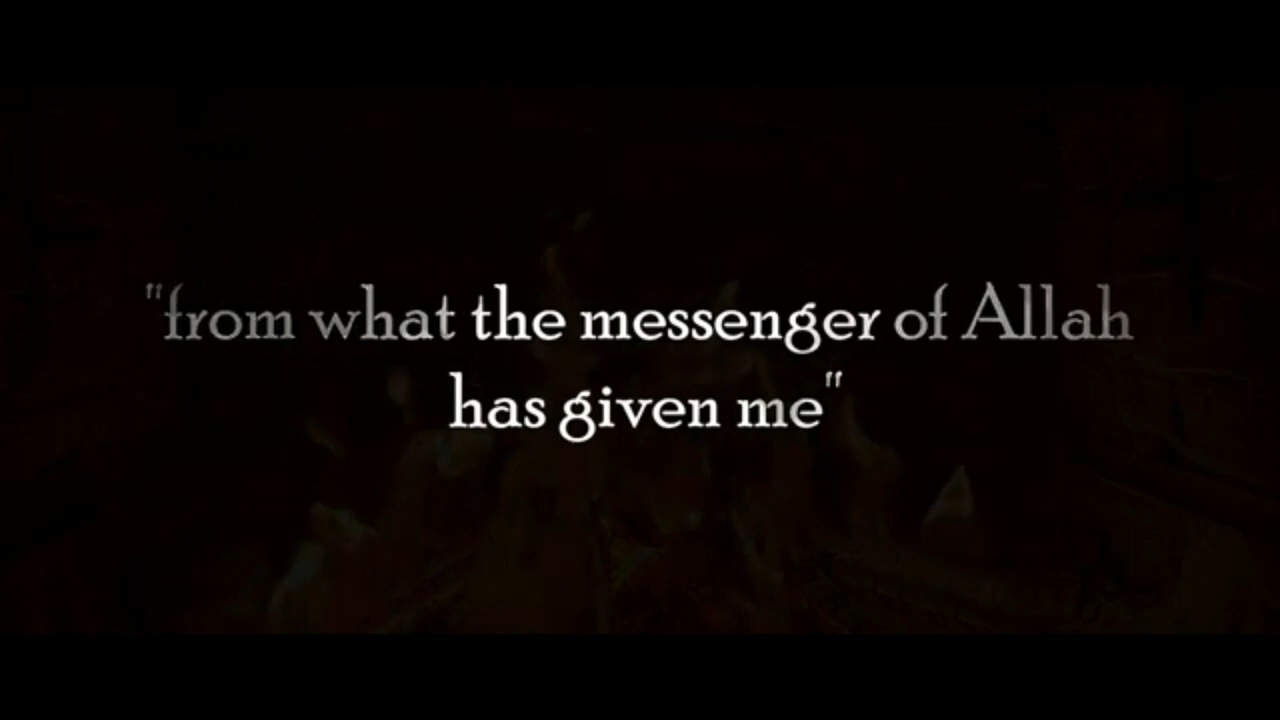 "from what the messenger of Allah
has given me"